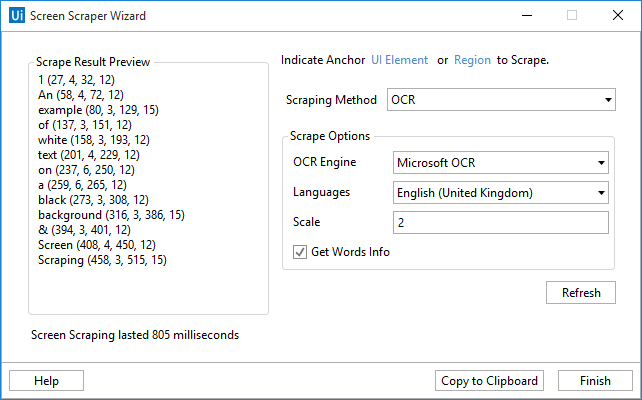 Ui Screen Scraper Wizard
Scrape Result Preview
1 (27, 4, 32, 12)
An (58, 4, 72, 12)
example (80, 3, 129, 15)
of (137, 3, 151, 12)
white (158, 3, 193, 12)
text (201, 4, 229, 12)
on (237, 6, 250, 12)
a (259, 6, 265, 12)
black (273, 3, 308, 12)
background (316, 3, 386, 15)
& (394, 3, 401, 12)
Screen (408, 4, 450, 12)
Scraping (458, 3, 515, 15)
Screen Scraping lasted 805 milliseconds
Indicate Anchor UI Element or Region to Scrape.
Scraping Method OCR
Scrape Options
OCR Engine Microsoft OCR
Languages English (United Kingdom)
Scale 2
Get Words Info
Refresh
Help Copy to Clipboard Finish